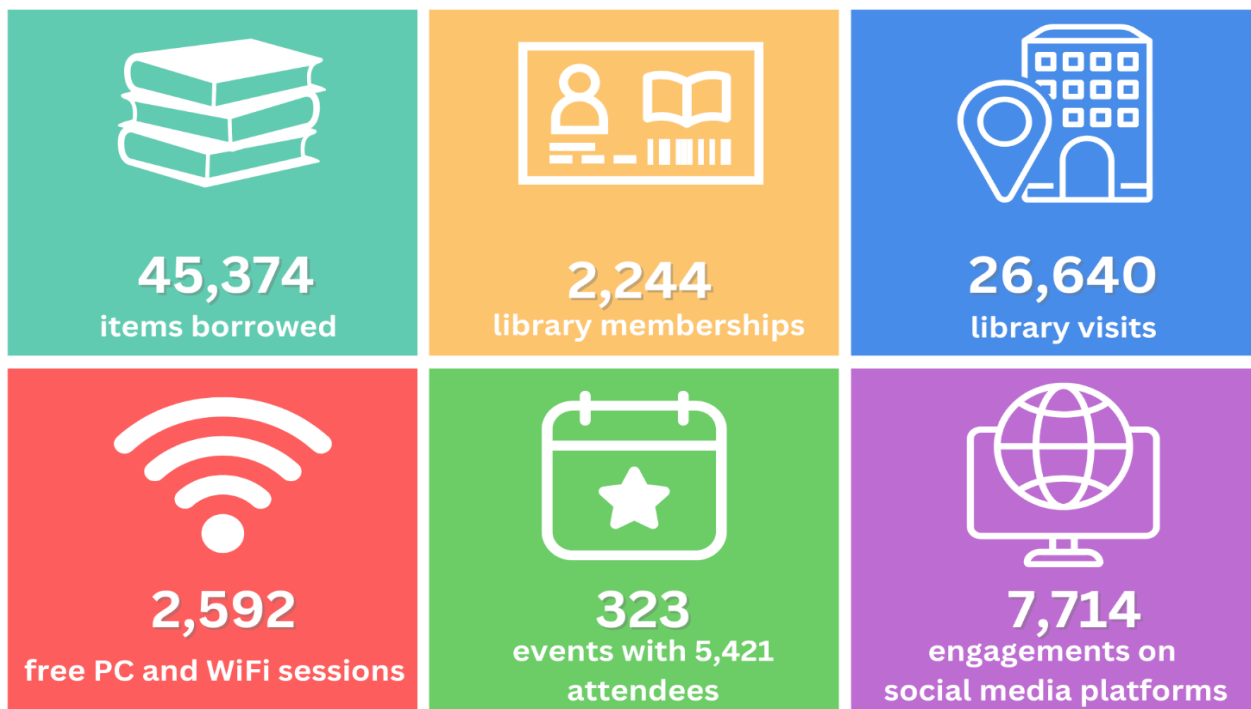 45,374
items borrowed
2,244
library memberships
26,640
library visits
2,592
free PC and WiFi sessions
323
events with 5,421
attendees
7,714
engagements on
social media platforms